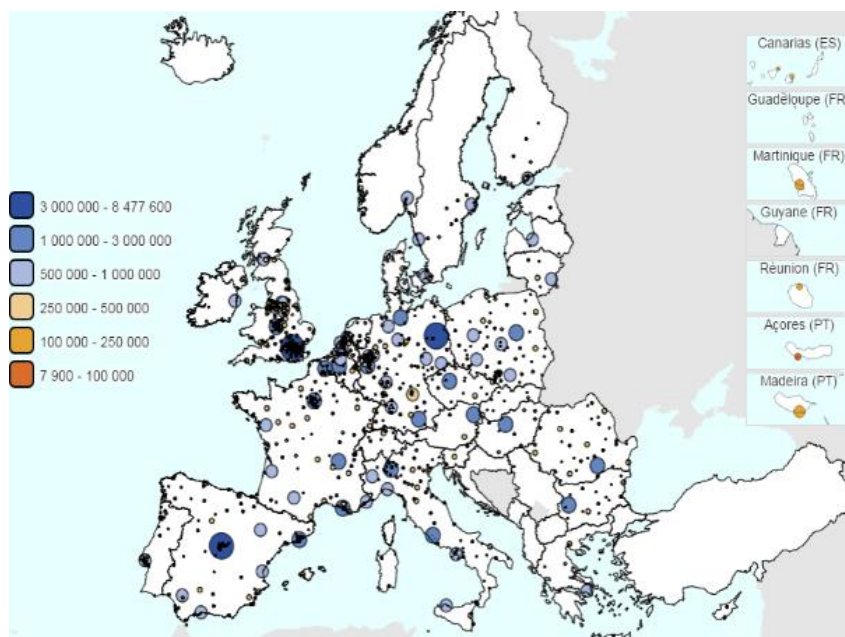 3 000 000 - 8 477 600
1 000 000 - 3 000 000
500 000 - 1 000 000
250 000 - 500 000
100 000 - 250 000
7 900 - 100 000
Canarias (ES)
Guadeloupe (FR
Martinique (FR)
Guyane (FR)
Réunion (FR)
Açores (PT)
Madeira (PT)